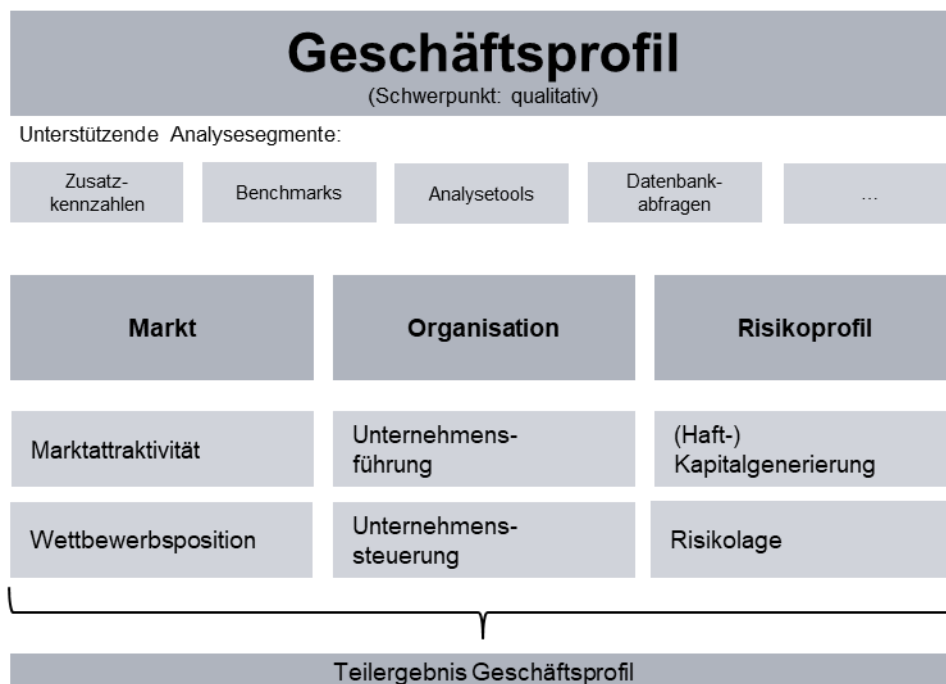 Geschäftsprofil
(Schwerpunkt: qualitativ)
Unterstützende Analysesegmente:
Zusatz-
kennzahlen
Benchmarks
Analysetools
Datenbank-
abfragen
...
Markt
Organisation
Risikoprofil
Marktattraktivität
Unternehmens-
führung
(Haft-)
Kapitalgenerierung
Wettbewerbsposition
Unternehmens-
steuerung
Risikolage
Teilergebnis Geschäftsprofil